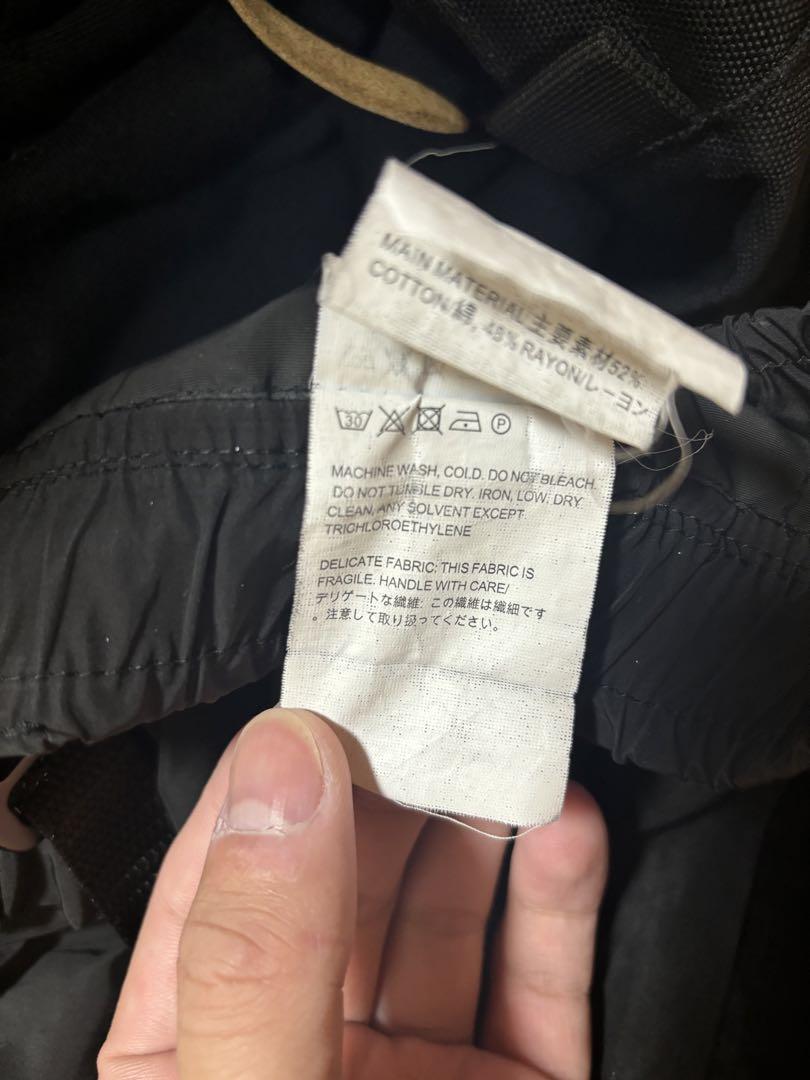 MAIN MATERIAL 主要素材52%
COTTON/綿, 48% RAYON/レーヨン
30 P
MACHINE WASH, COLD. DO NOT BLEACH.
DO NOT TUMBLE DRY. IRON, LOW. DRY
CLEAN, ANY SOLVENT EXCEPT
TRICHLOROETHYLENE
DELICATE FABRIC: THIS FABRIC IS
FRAGILE. HANDLE WITH CARE/
デリゲートな繊維: この繊維は繊細です
。注意して取り扱ってください。